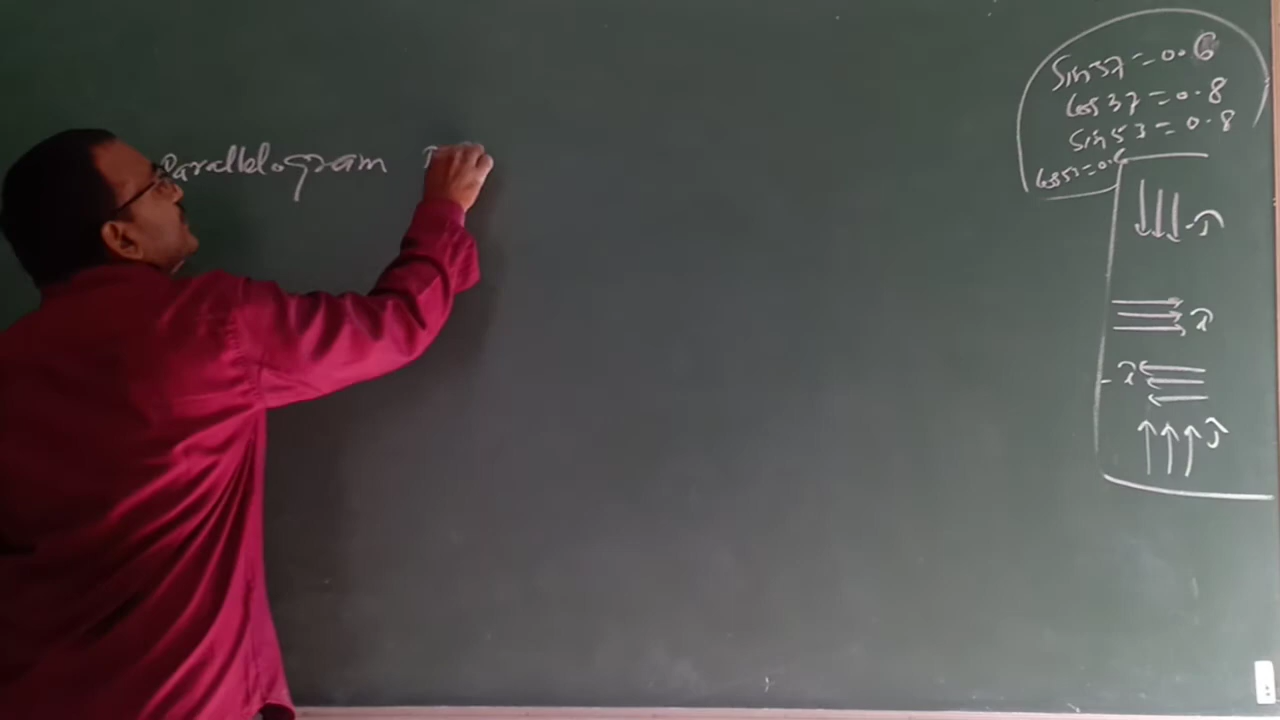 Parallelogram
Sin37=0.6
Cos37=0.8
Sin53=0.8
Cos53=0.6
-ĵ
î
-î
ĵ